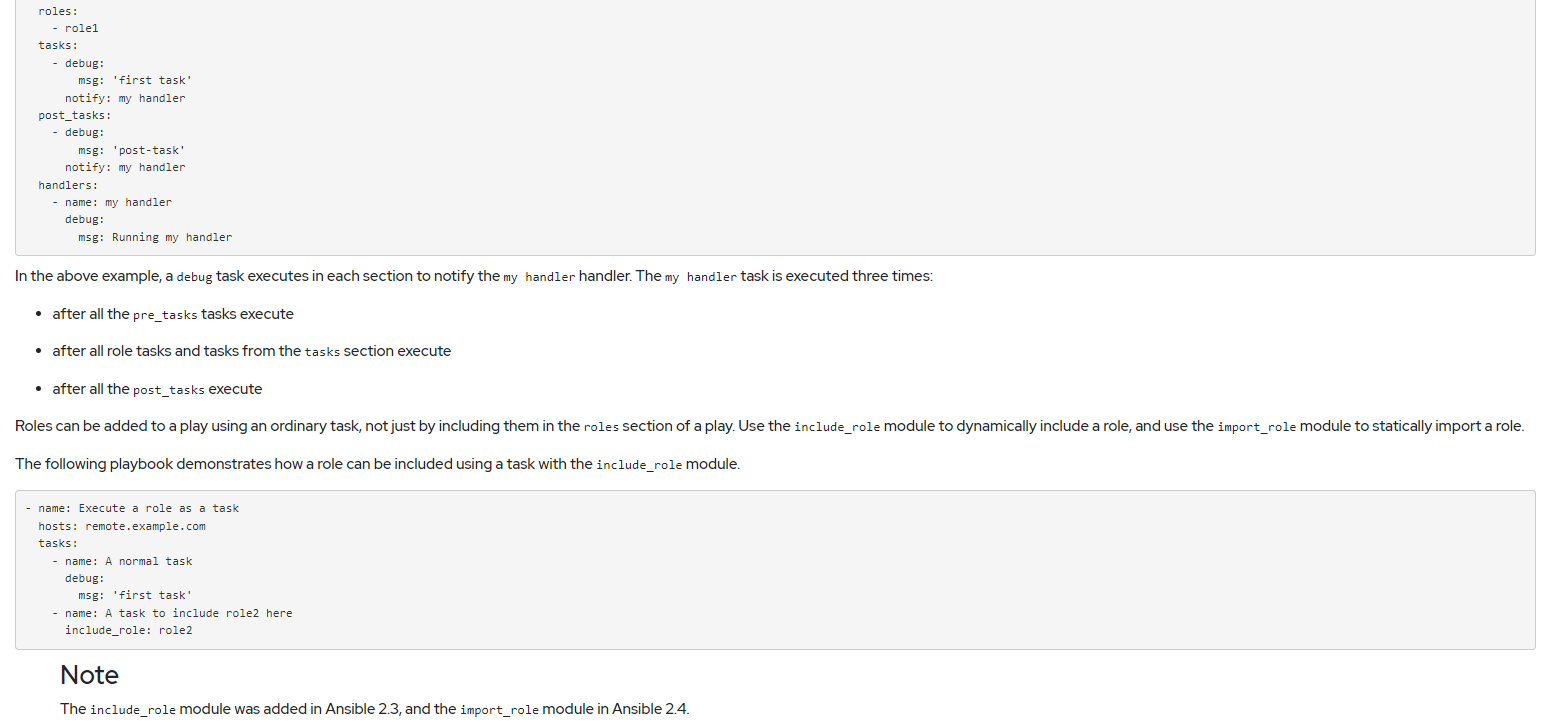 roles:
- role1
tasks:
- debug:
msg: 'first task'
notify: my handler
post_tasks:
- debug:
msg: 'post-task'
notify: my handler
handlers:
- name: my handler
debug:
msg: Running my handler
In the above example, a debug task executes in each section to notify the my handler handler. The my handler task is executed three times:
• after all the pre_tasks tasks execute
• after all role tasks and tasks from the tasks section execute
• after all the post_tasks execute
Roles can be added to a play using an ordinary task, not just by including them in the roles section of a play. Use the include_role module to dynamically include a role, and use the import_role module to statically import a role.
The following playbook demonstrates how a role can be included using a task with the include_role module.
- name: Execute a role as a task
hosts: remote.example.com
tasks:
- name: A normal task
debug:
msg: 'first task'
- name: A task to include role2 here
include_role: role2
Note
The include_role module was added in Ansible 2.3, and the import_role module in Ansible 2.4.